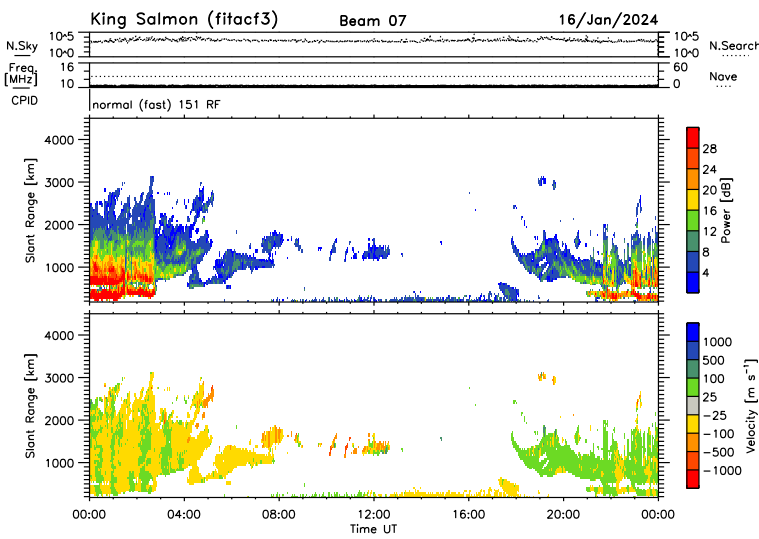 King Salmon (fitacf3) Beam 07 16/Jan/2024
N.Sky 10^5 10^0 10^5 10^0 N.Search
Freq [MHz] 16 10 60 0 Nave
CPID normal (fast) 151 RF
Slant Range [km] 4000 3000 2000 1000
Power [dB] 28 24 20 16 12 8 4
Slant Range [km] 4000 3000 2000 1000
Velocity [m s⁻¹] 1000 500 100 25 −25 −100 −500 −1000
00:00 04:00 08:00 12:00 16:00 20:00 00:00
Time UT